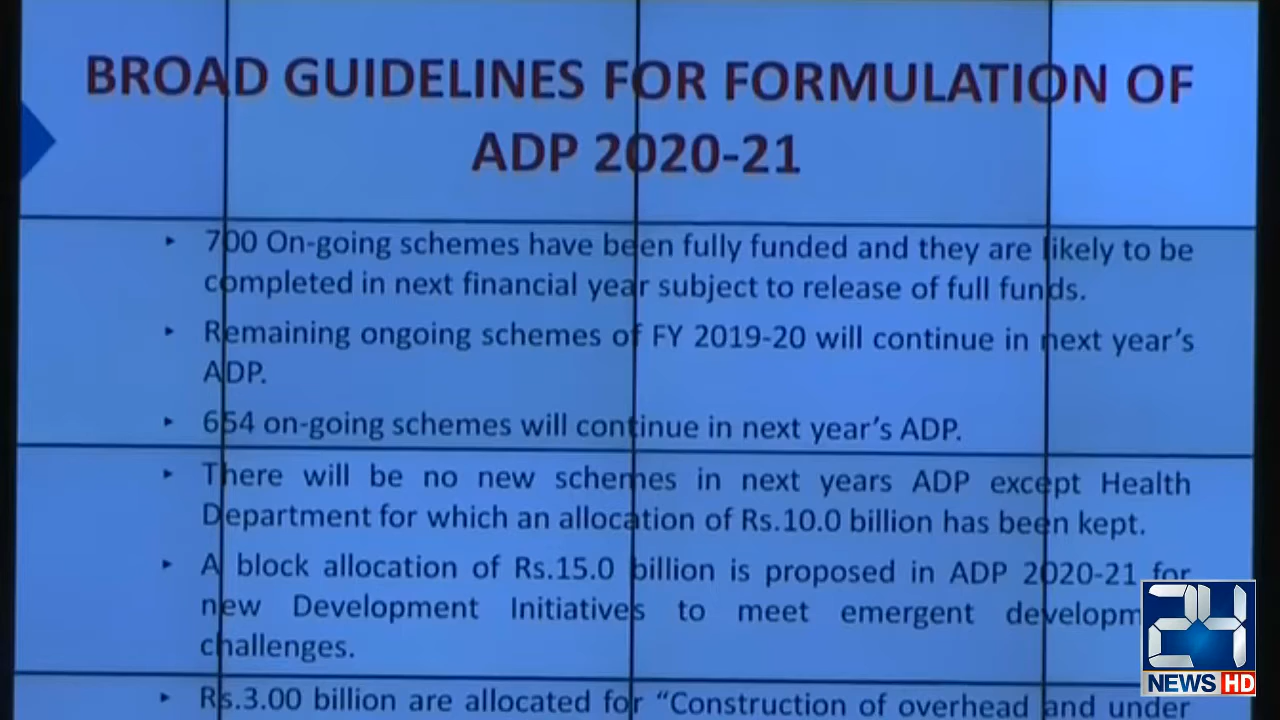 BROAD GUIDELINES FOR FORMULATION OF
ADP 2020-21
‣ 700 On-going schemes have been fully funded and they are likely to be
completed in next financial year subject to release of full funds.
‣ Remaining ongoing schemes of FY 2019-20 will continue in next year's
ADP.
‣ 654 on-going schemes will continue in next year's ADP.
‣ There will be no new schemes in next years ADP except Health
Department for which an allocation of Rs.10.0 billion has been kept.
‣ A block allocation of Rs.15.0 billion is proposed in ADP 2020-21 for
new Development Initiatives to meet emergent developm
challenges.
‣ Rs.3.00 billion are allocated for “Construction of overhead and under
24
NEWS HD